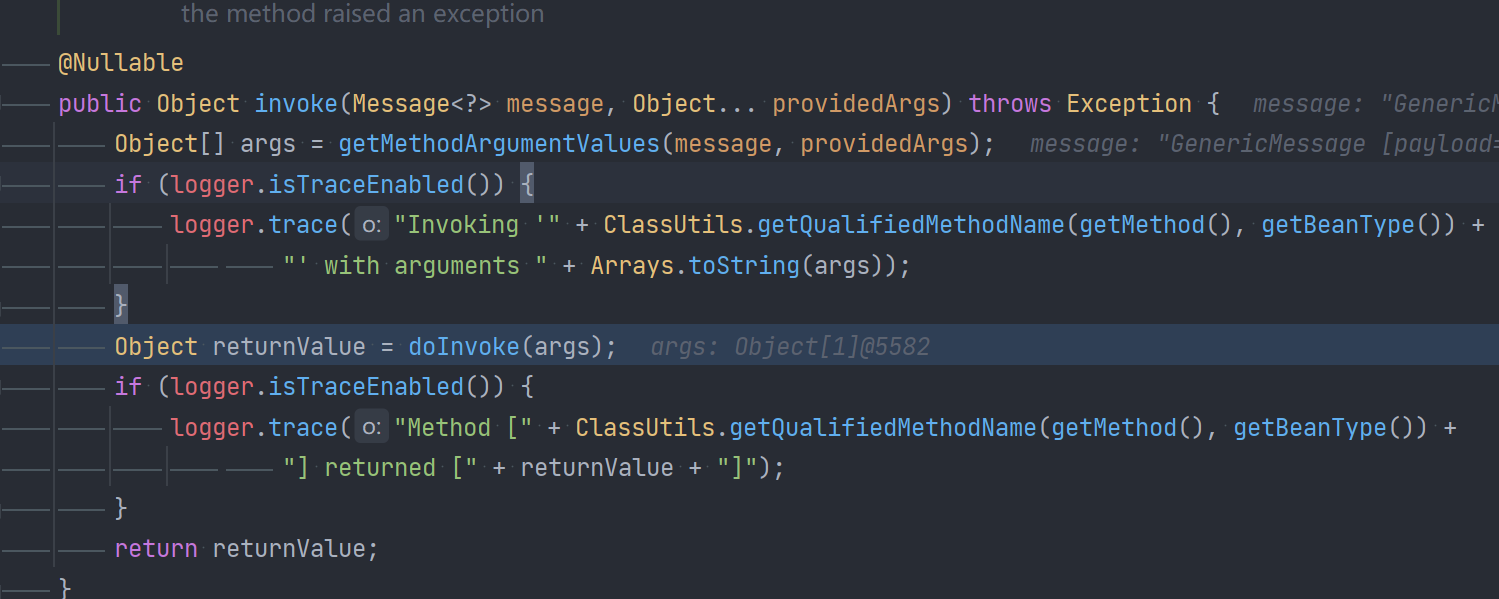 the method raised an exception
@Nullable
public Object invoke(Message<?> message, Object... providedArgs) throws Exception { message: "GenericM
Object[] args = getMethodArgumentValues(message, providedArgs); message: "GenericMessage [payload=
if (logger.isTraceEnabled()) {
logger.trace( o: "Invoking '" + ClassUtils.getQualifiedMethodName(getMethod(), getBeanType()) +
"' with arguments " + Arrays.toString(args));
}
Object returnValue = doInvoke(args); args: Object[1]@5582
if (logger.isTraceEnabled()) {
logger.trace( o: "Method [" + ClassUtils.getQualifiedMethodName(getMethod(), getBeanType()) +
"] returned [" + returnValue + "]");
}
return returnValue;
}